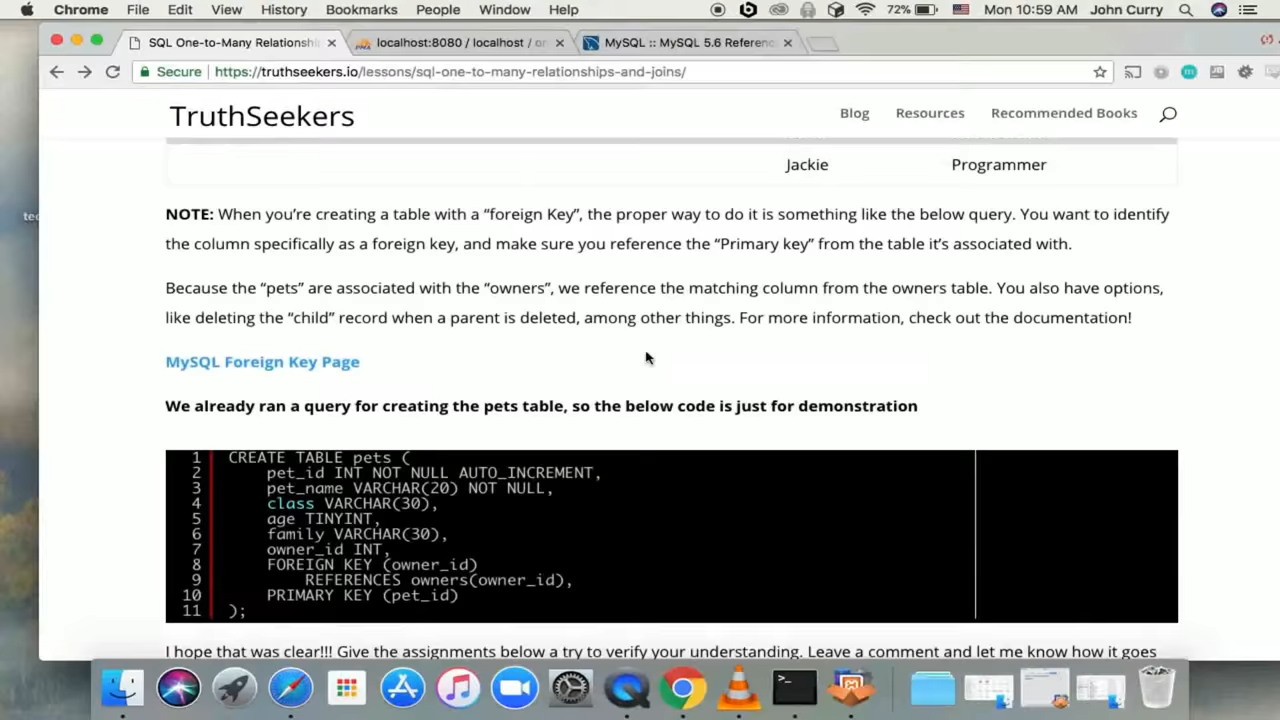 Chrome File Edit View History Bookmarks People Window Help 72% Mon 10:59 AM John Curry
SQL One-to-Many Relationshi localhost:8080 / localhost / MySQL :: MySQL 5.6 Referenc
Secure https://truthseekers.io/lessons/sql-one-to-many-relationships-and-joins/
TruthSeekers Blog Resources Recommended Books
Jackie Programmer
NOTE: When you're creating a table with a “foreign Key”, the proper way to do it is something like the below query. You want to identify
the column specifically as a foreign key, and make sure you reference the “Primary key” from the table it's associated with.
Because the “pets” are associated with the “owners”, we reference the matching column from the owners table. You also have options,
like deleting the “child” record when a parent is deleted, among other things. For more information, check out the documentation!
MySQL Foreign Key Page
We already ran a query for creating the pets table, so the below code is just for demonstration
1 CREATE TABLE pets (
2 pet_id INT NOT NULL AUTO_INCREMENT,
3 pet_name VARCHAR(20) NOT NULL,
4 class VARCHAR(30),
5 age TINYINT,
6 family VARCHAR(30),
7 owner_id INT,
8 FOREIGN KEY (owner_id)
9 REFERENCES owners(owner_id),
10 PRIMARY KEY (pet_id)
11 );
I hope that was clear!!! Give the assignments below a try to verify your understanding. Leave a comment and let me know how it goes